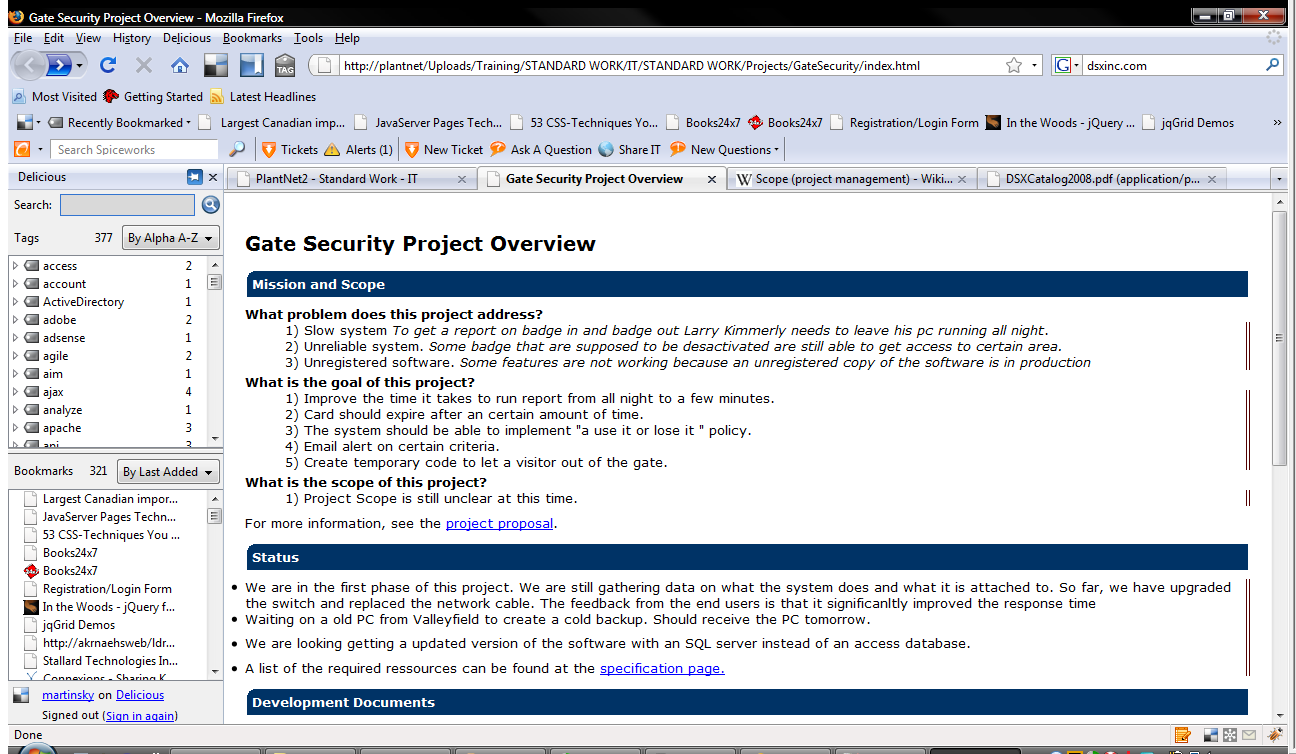 Gate Security Project Overview - Mozilla Firefox
File Edit View History Delicious Bookmarks Tools Help
TAG
http://plantnet/Uploads/Training/STANDARD WORK/IT/STANDARD WORK/Projects/GateSecurity/index.html
G
dsxinc.com
Most Visited Getting Started Latest Headlines
Recently Bookmarked Largest Canadian imp... JavaServer Pages Tech... 53 CSS-Techniques Yo... Books24x7 Books24x7 Registration/Login Form In the Woods - jQuery ... jqGrid Demos »
Search Spiceworks Tickets Alerts (1) New Ticket Ask A Question Share IT New Questions
Delicious
PlantNet2 - Standard Work - IT Gate Security Project Overview W Scope (project management) - Wiki... DSXCatalog2008.pdf (application/p...
Search:
Tags 377 By Alpha A-Z
access 2
account 1
ActiveDirectory 1
adobe 2
adsense 1
agile 2
aim 1
ajax 4
analyze 1
apache 3
api 3
Bookmarks 321 By Last Added
Largest Canadian impor...
JavaServer Pages Techn...
53 CSS-Techniques You ...
Books24x7
Books24x7
Registration/Login Form
In the Woods - jQuery f...
jqGrid Demos
http://akrnaehsweb/ldr...
Stallard Technologies In...
Connexions - Sharing K...
martinsky on Delicious
Signed out (Sign in again)
Gate Security Project Overview
Mission and Scope
What problem does this project address?
1) Slow system To get a report on badge in and badge out Larry Kimmerly needs to leave his pc running all night.
2) Unreliable system. Some badge that are supposed to be desactivated are still able to get access to certain area.
3) Unregistered software. Some features are not working because an unregistered copy of the software is in production
What is the goal of this project?
1) Improve the time it takes to run report from all night to a few minutes.
2) Card should expire after an certain amount of time.
3) The system should be able to implement "a use it or lose it " policy.
4) Email alert on certain criteria.
5) Create temporary code to let a visitor out of the gate.
What is the scope of this project?
1) Project Scope is still unclear at this time.
For more information, see the project proposal.
Status
• We are in the first phase of this project. We are still gathering data on what the system does and what it is attached to. So far, we have upgraded
the switch and replaced the network cable. The feedback from the end users is that it significantltly improved the response time
• Waiting on a old PC from Valleyfield to create a cold backup. Should receive the PC tomorrow.
• We are looking getting a updated version of the software with an SQL server instead of an access database.
• A list of the required ressources can be found at the specification page.
Development Documents
Done